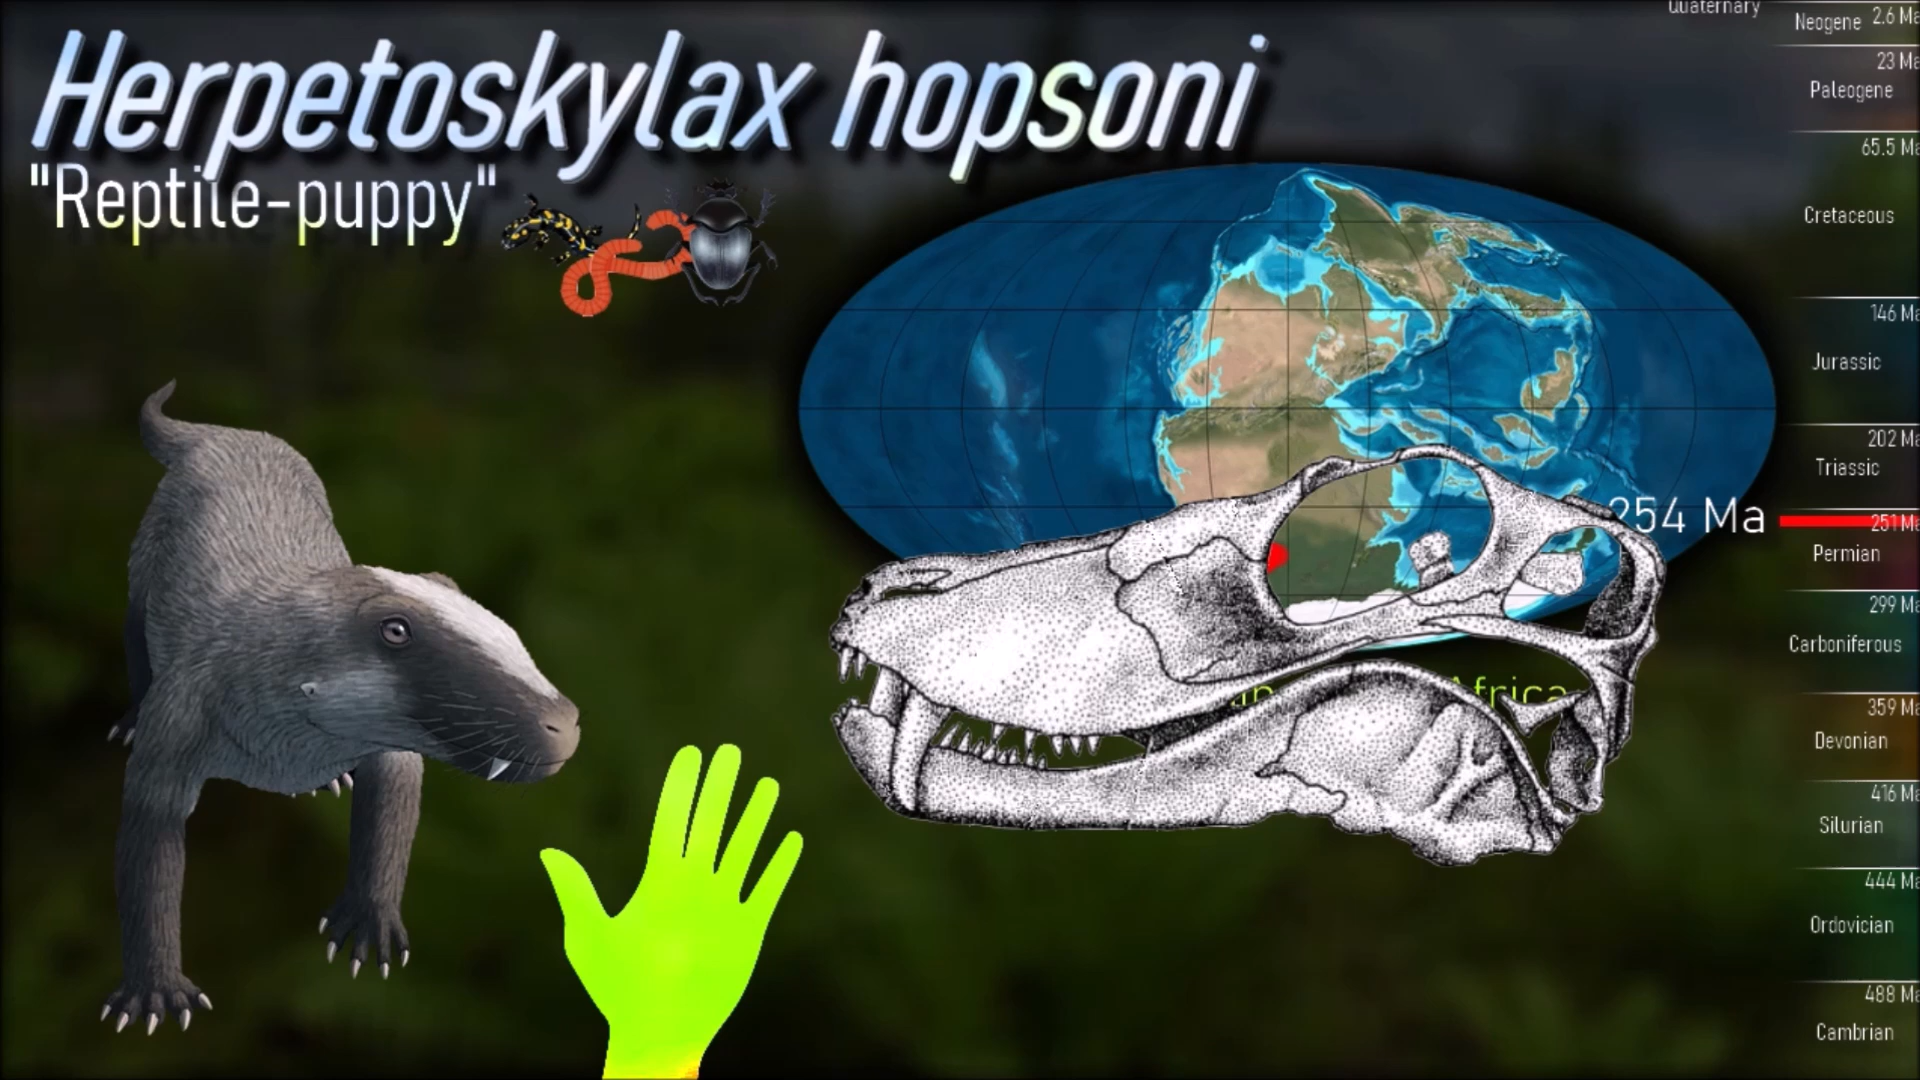 Herpetoskylax hopsoni
"Reptile-puppy"
Quaternary
2.6 Ma
Neogene
23 Ma
Paleogene
65.5 Ma
Cretaceous
146 Ma
Jurassic
202 Ma
Triassic
254 Ma
251 Ma
Permian
299 Ma
Carboniferous
Africa
359 Ma
Devonian
416 Ma
Silurian
444 Ma
Ordovician
488 Ma
Cambrian